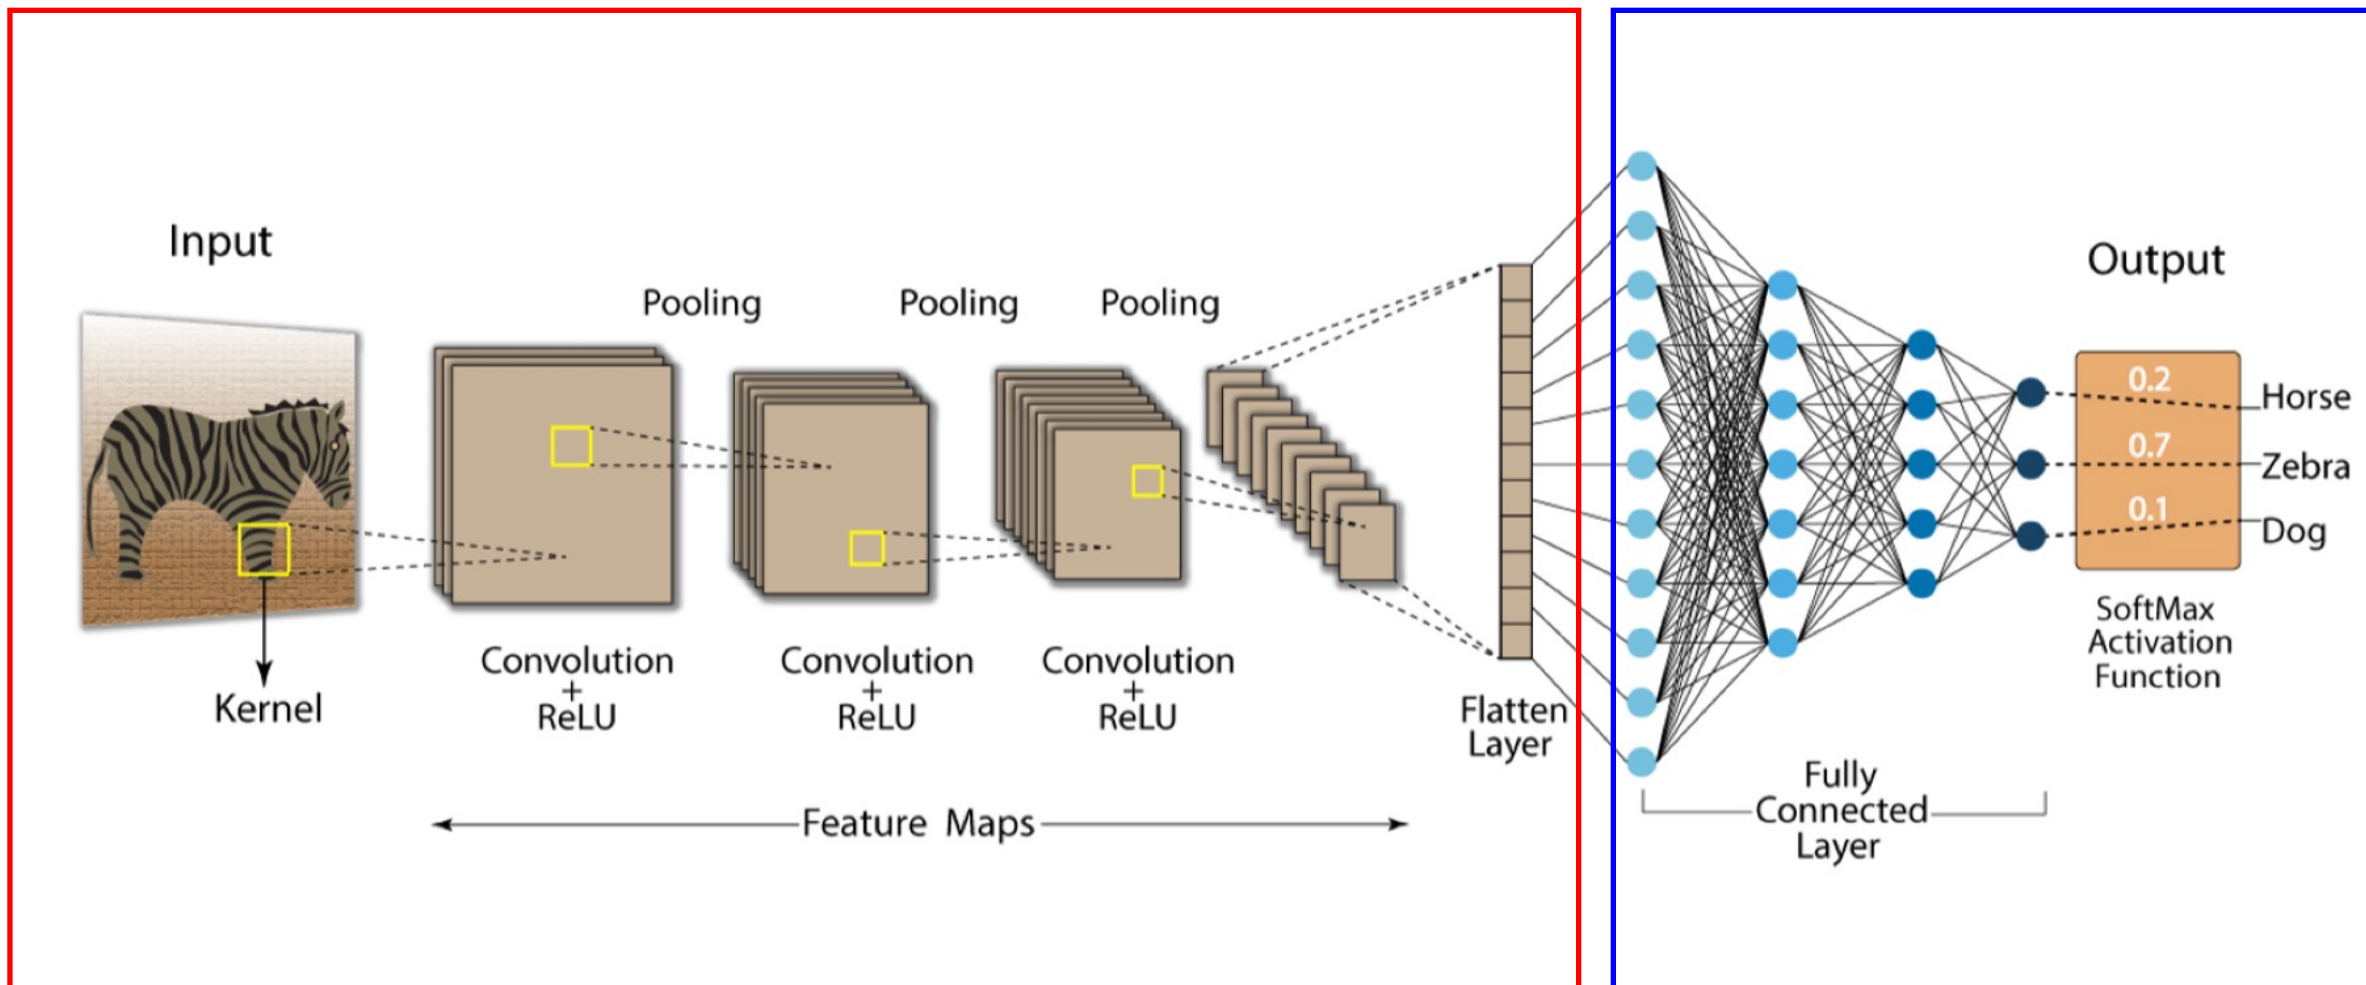 Input
Kernel
Pooling
Pooling
Pooling
Convolution
+
ReLU
Convolution
+
ReLU
Convolution
+
ReLU
Feature Maps
Flatten
Layer
Fully
Connected
Layer
Output
0.2
Horse
0.7
Zebra
0.1
Dog
SoftMax
Activation
Function